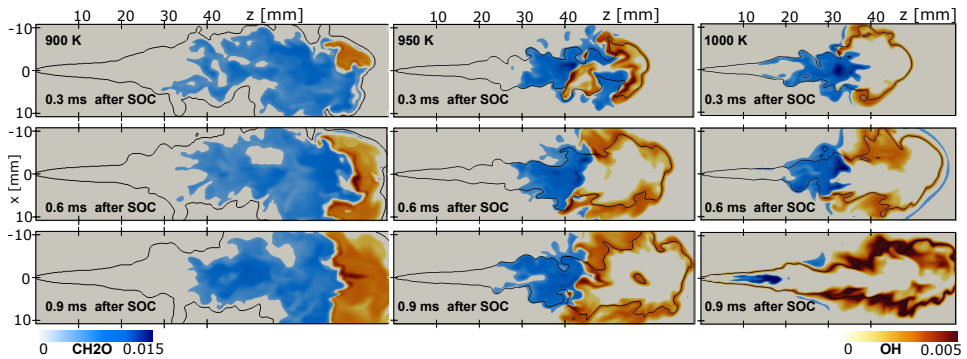 z [mm] z [mm] z [mm]
10 20 30 40 10 20 30 40 10 20 30 40
-10 900 K 950 K 1000 K
0
10 0.3 ms after SOC 0.3 ms after SOC 0.3 ms after SOC
-10
x [mm] 0
10 0.6 ms after SOC 0.6 ms after SOC 0.6 ms after SOC
-10
0
10 0.9 ms after SOC 0.9 ms after SOC 0.9 ms after SOC
0 CH2O 0.015 0 OH 0.005